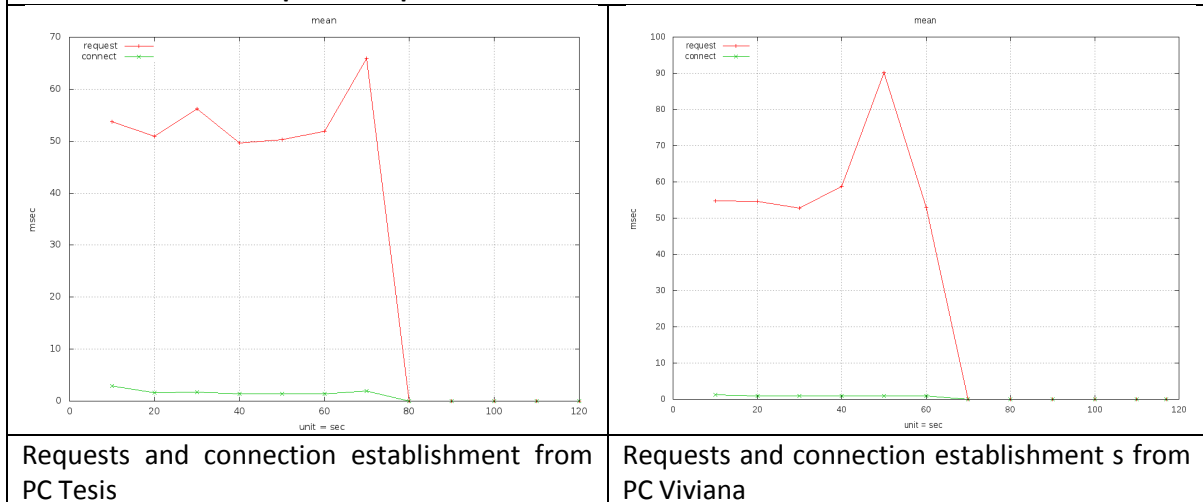 mean
request
connect
70
60
50
40
30
20
10
0
msec
0 20 40 60 80 100 120
unit = sec
mean
request
connect
100
90
80
70
60
50
40
30
20
10
0
msec
0 20 40 60 80 100 117
unit = sec
Requests and connection establishment from
PC Tesis
Requests and connection establishment s from
PC Viviana